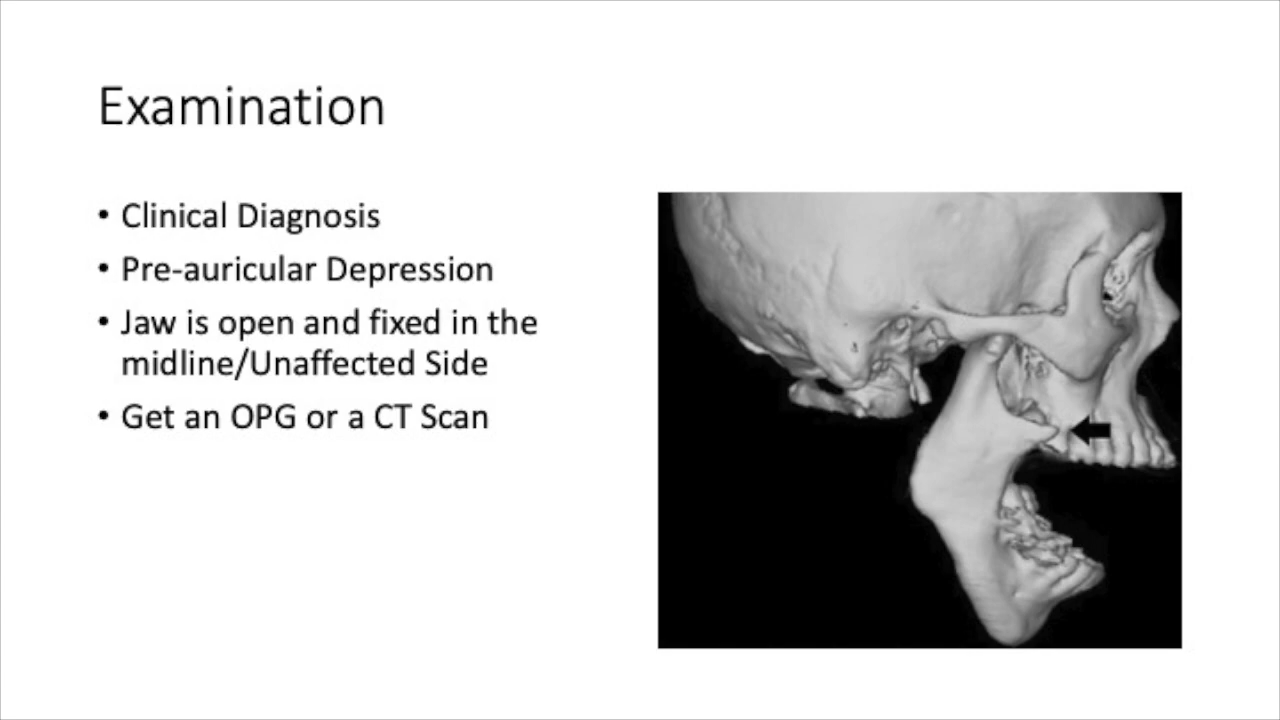 Examination
• Clinical Diagnosis
• Pre-auricular Depression
• Jaw is open and fixed in the
midline/Unaffected Side
• Get an OPG or a CT Scan